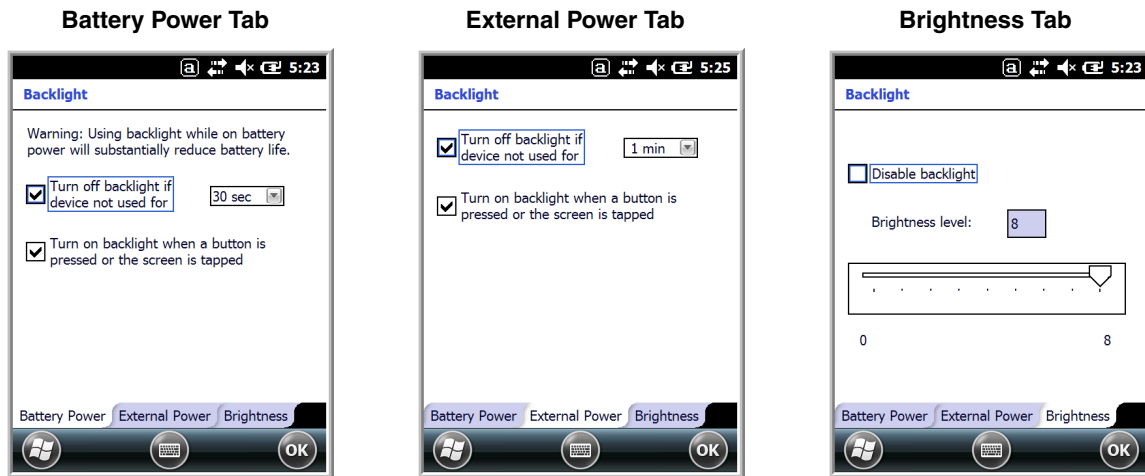 Battery Power Tab
a 5:23
Backlight
Warning: Using backlight while on battery
power will substantially reduce battery life.
Turn off backlight if
device not used for
30 sec
Turn on backlight when a button is
pressed or the screen is tapped
Battery Power External Power Brightness
OK
External Power Tab
a 5:25
Backlight
Turn off backlight if
device not used for
1 min
Turn on backlight when a button is
pressed or the screen is tapped
Battery Power External Power Brightness
OK
Brightness Tab
a 5:23
Backlight
Disable backlight
Brightness level: 8
0 8
Battery Power External Power Brightness
OK